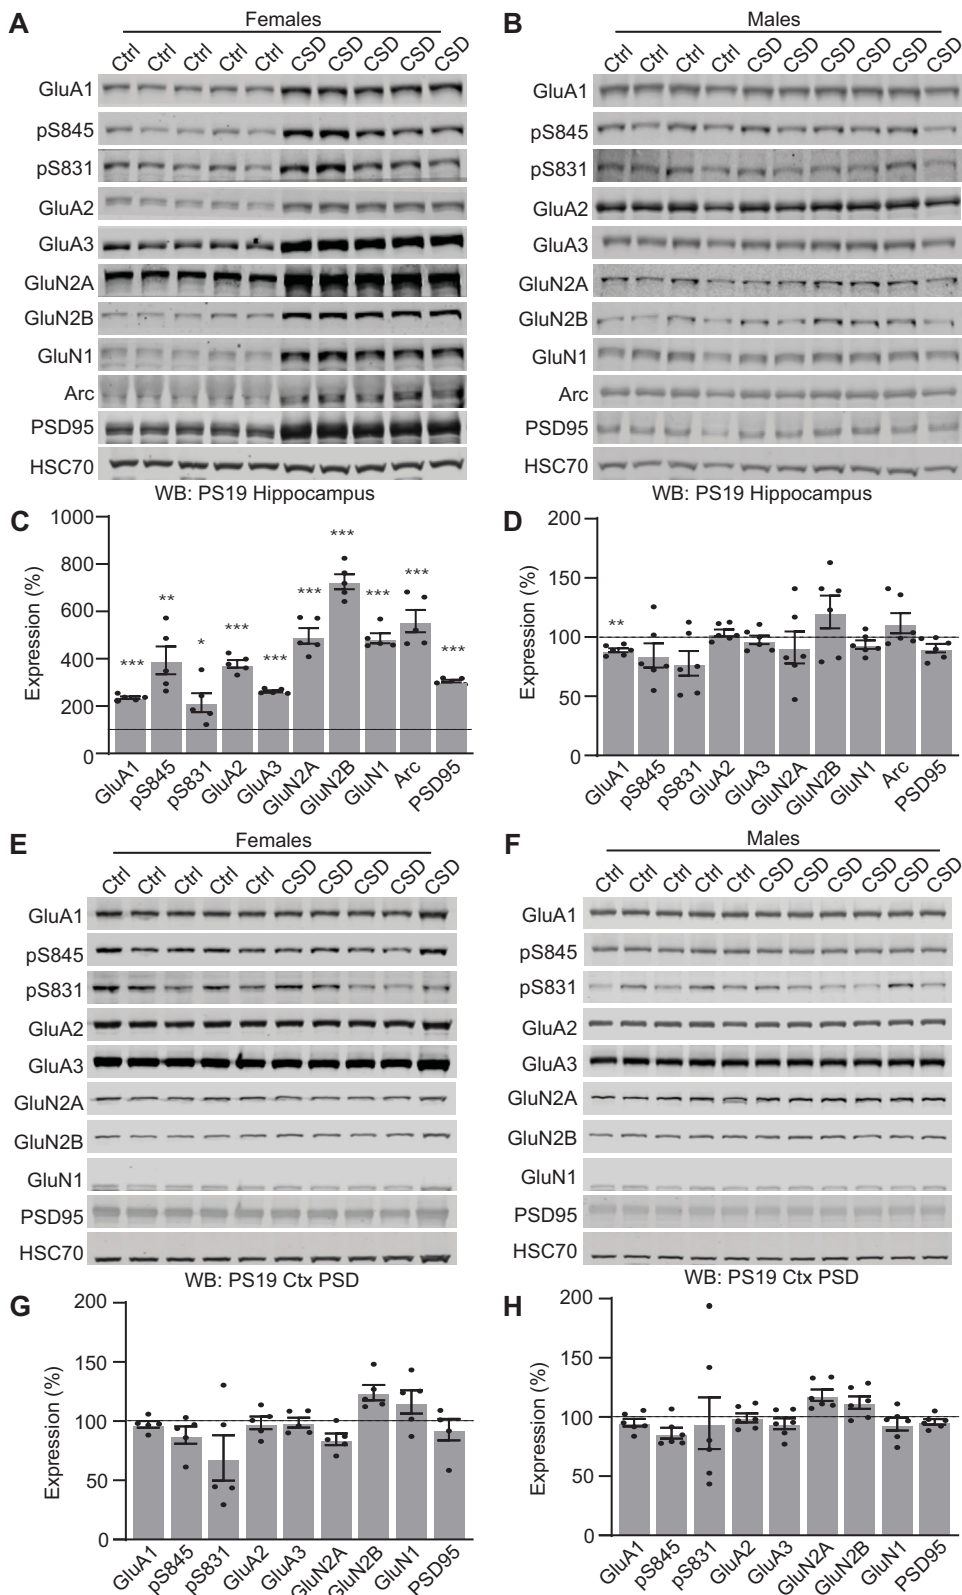 A
Females
Ctrl Ctrl Ctrl Ctrl Ctrl CSD CSD CSD CSD CSD
GluA1
pS845
pS831
GluA2
GluA3
GluN2A
GluN2B
GluN1
Arc
PSD95
HSC70
WB: PS19 Hippocampus
B
Males
Ctrl Ctrl Ctrl Ctrl CSD CSD CSD CSD CSD CSD
GluA1
pS845
pS831
GluA2
GluA3
GluN2A
GluN2B
GluN1
Arc
PSD95
HSC70
WB: PS19 Hippocampus
C
Expression (%)
1000
800
600
400
200
0
*** ** * *** *** *** *** *** *** ***
GluA1 pS845 pS831 GluA2 GluA3 GluN2A GluN2B GluN1 Arc PSD95
D
Expression (%)
200
150
100
50
0
**
GluA1 pS845 pS831 GluA2 GluA3 GluN2A GluN2B GluN1 Arc PSD95
E
Females
Ctrl Ctrl Ctrl Ctrl Ctrl CSD CSD CSD CSD CSD
GluA1
pS845
pS831
GluA2
GluA3
GluN2A
GluN2B
GluN1
PSD95
HSC70
WB: PS19 Ctx PSD
F
Males
Ctrl Ctrl Ctrl Ctrl Ctrl CSD CSD CSD CSD CSD CSD
GluA1
pS845
pS831
GluA2
GluA3
GluN2A
GluN2B
GluN1
PSD95
HSC70
WB: PS19 Ctx PSD
G
Expression (%)
200
150
100
50
0
GluA1 pS845 pS831 GluA2 GluA3 GluN2A GluN2B GluN1 PSD95
H
Expression (%)
200
150
100
50
0
GluA1 pS845 pS831 GluA2 GluA3 GluN2A GluN2B GluN1 PSD95